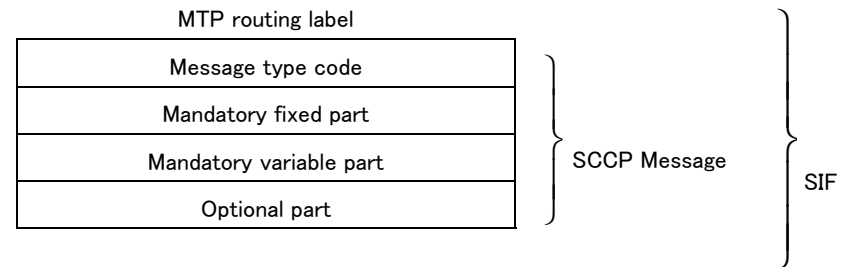 MTP routing label
Message type code
Mandatory fixed part
Mandatory variable part
Optional part
SCCP Message
SIF